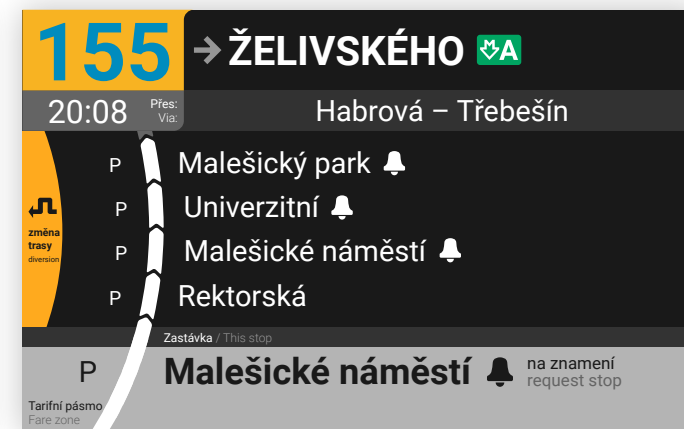 155
ŽELIVSKÉHO A
20:08
Přes:
Via:
Habrová – Třebešín
P Malešický park
změna
trasy
diversion
P Univerzitní
P Malešické náměstí
P Rektorská
Zastávka / This stop
P Malešické náměstí
na znamení
request stop
Tarifní pásmo
Fare zone